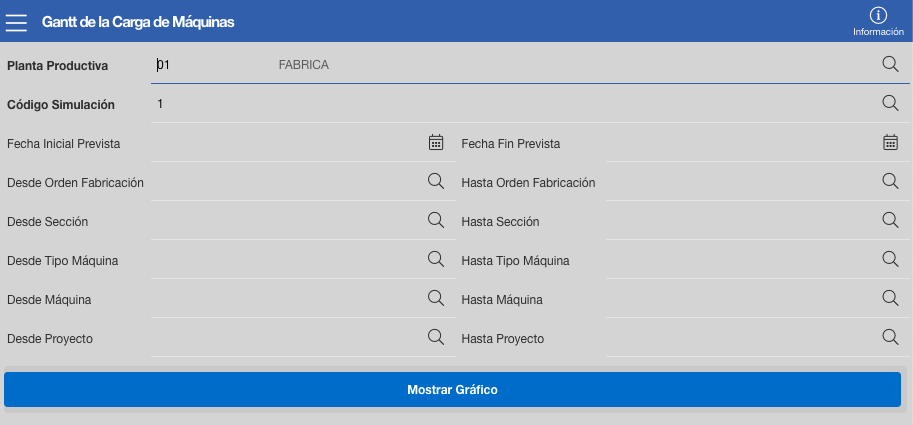 Gantt de la Carga de Máquinas
Información
Planta Productiva 01 FABRICA
Código Simulación 1
Fecha Inicial Prevista Fecha Fin Prevista
Desde Orden Fabricación Hasta Orden Fabricación
Desde Sección Hasta Sección
Desde Tipo Máquina Hasta Tipo Máquina
Desde Máquina Hasta Máquina
Desde Proyecto Hasta Proyecto
Mostrar Gráfico